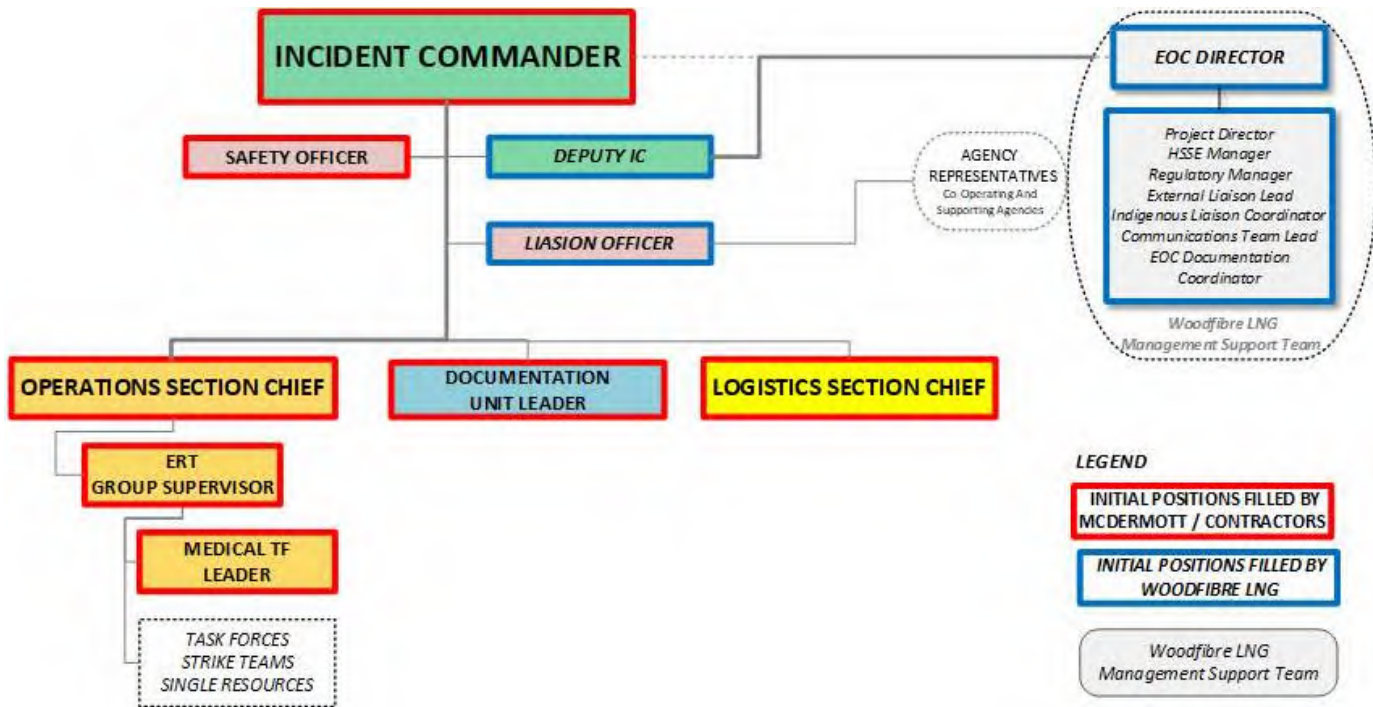 INCIDENT COMMANDER
EOC DIRECTOR
SAFETY OFFICER
DEPUTY IC
LIASION OFFICER
AGENCY
REPRESENTATIVES
Co-Operating And
Supporting Agencies
Project Director
HSSE Manager
Regulatory Manager
External Liaison Lead
Indigenous Liaison Coordinator
Communications Team Lead
EOC Documentation
Coordinator
Woodfibre LNG
Management Support Team
OPERATIONS SECTION CHIEF
DOCUMENTATION
UNIT LEADER
LOGISTICS SECTION CHIEF
ERT
GROUP SUPERVISOR
MEDICAL TF
LEADER
TASK FORCES
STRIKE TEAMS
SINGLE RESOURCES
LEGEND
INITIAL POSITIONS FILLED BY
MCDERMOTT / CONTRACTORS
INITIAL POSITIONS FILLED BY
WOODFIBRE LNG
Woodfibre LNG
Management Support Team